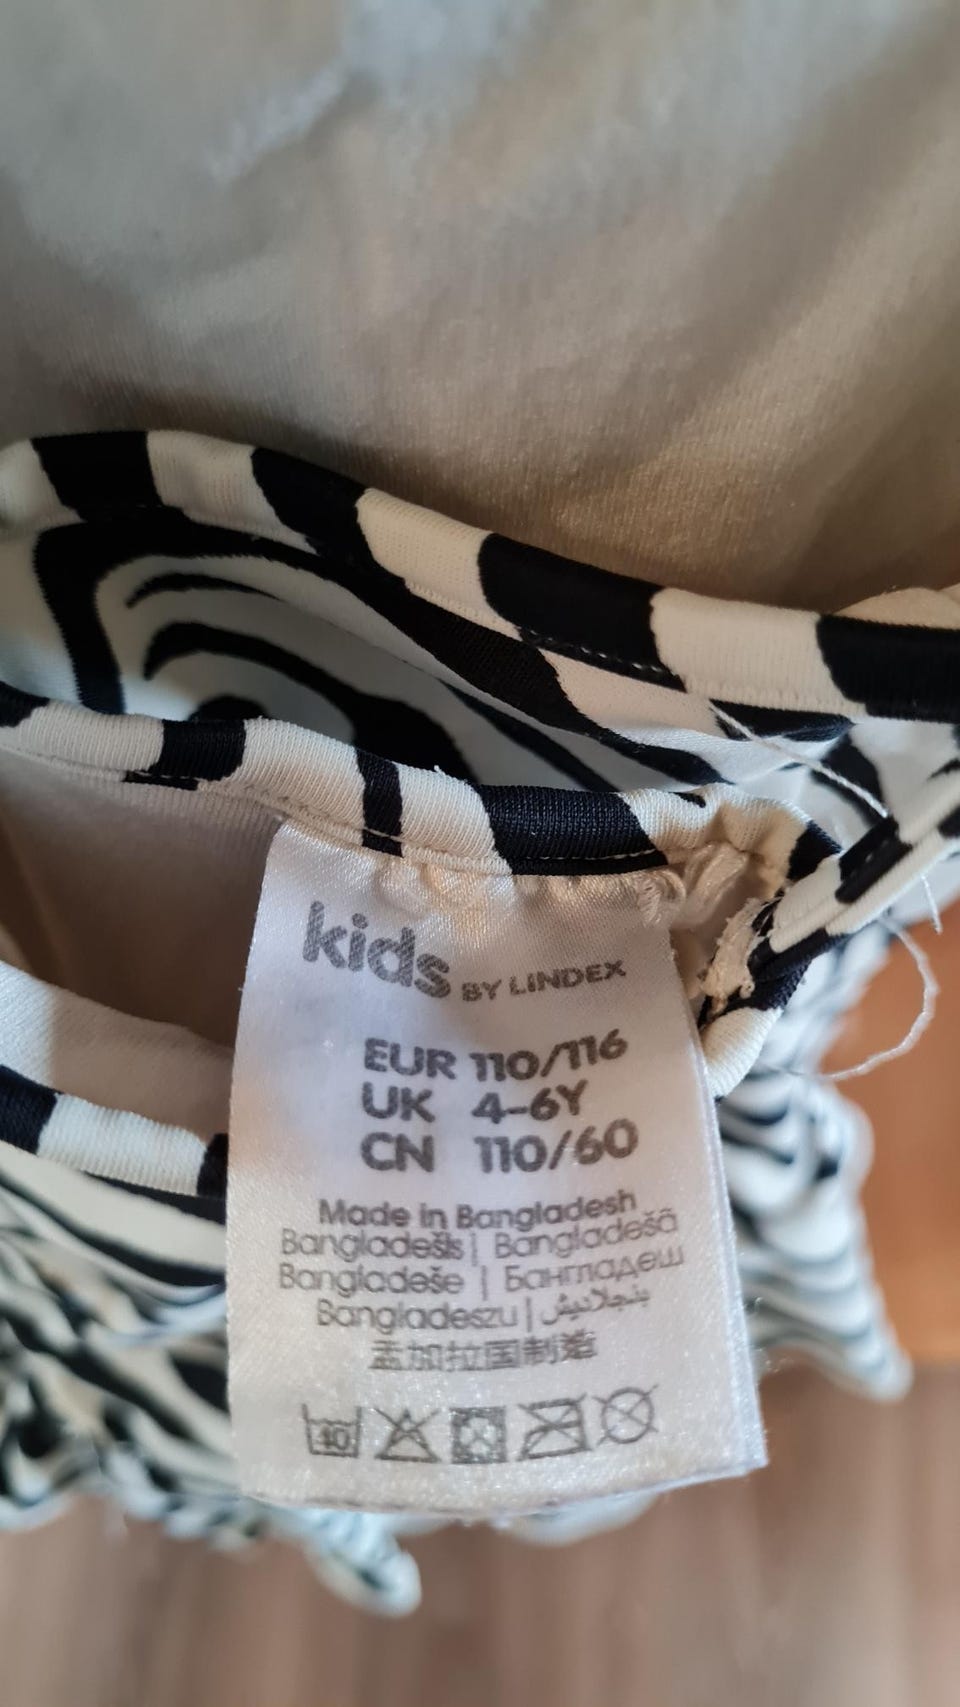 kids BY LINDEX
EUR 110/116
UK 4-6Y
CN 110/60
Made in Bangladesh
Bangladešis | Bangladešā
Bangladeše | Бангладеш
Bangladeszu | بنجلاديش
孟加拉国制造
40